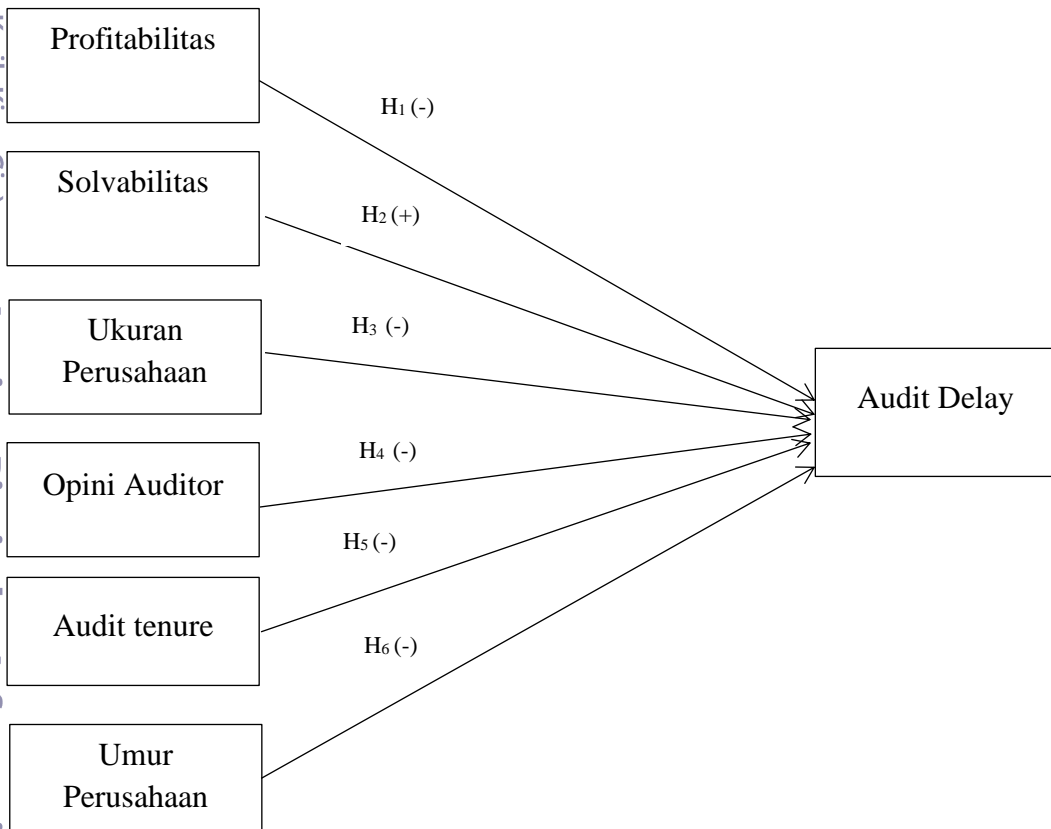 Profitabilitas
H1 (-)
Solvabilitas
H2 (+)
Ukuran
Perusahaan
H3 (-)
Audit Delay
Opini Auditor
H4 (-)
H5 (-)
Audit tenure
H6 (-)
Umur
Perusahaan